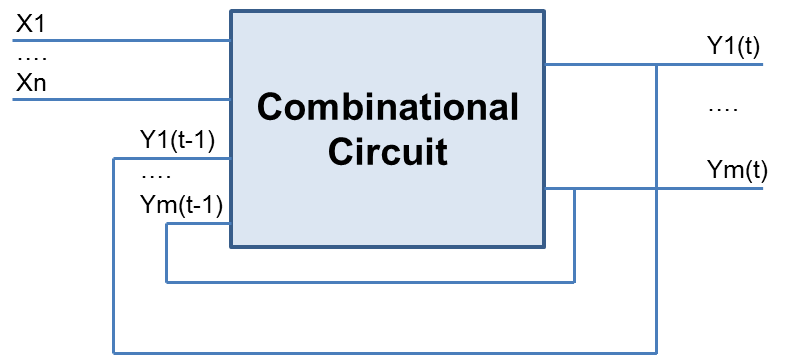 X1
....
Xn
Y1(t-1)
....
Ym(t-1)
Combinational
Circuit
Y1(t)
....
Ym(t)